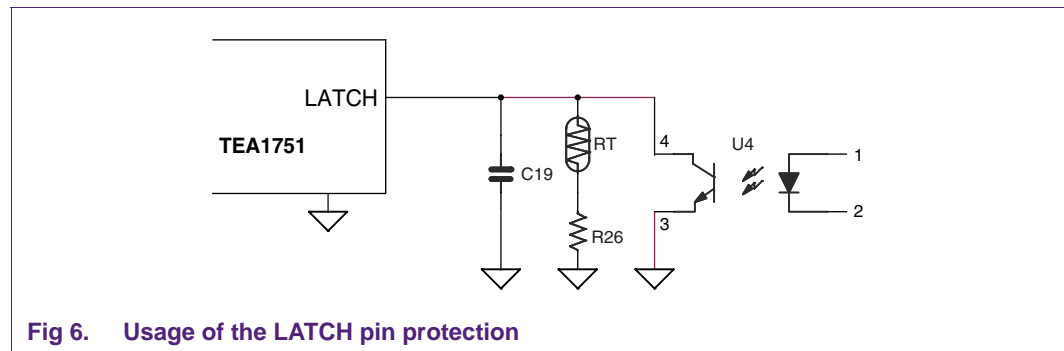 LATCH
TEA1751
C19
RT
R26
4
3
U4
1
2
Fig 6. Usage of the LATCH pin protection